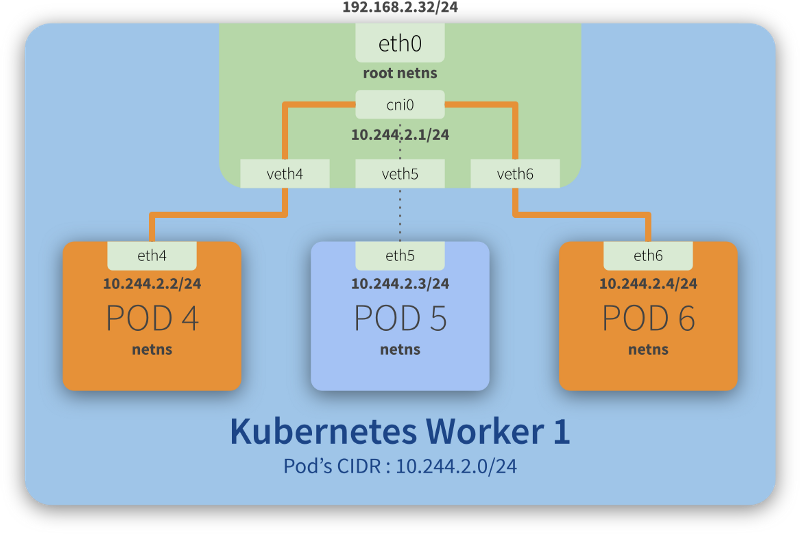 192.168.2.32/24
eth0
root netns
cni0
10.244.2.1/24
veth4 veth5 veth6
eth4 eth5 eth6
10.244.2.2/24 10.244.2.3/24 10.244.2.4/24
POD 4 POD 5 POD 6
netns netns netns
Kubernetes Worker 1
Pod’s CIDR : 10.244.2.0/24